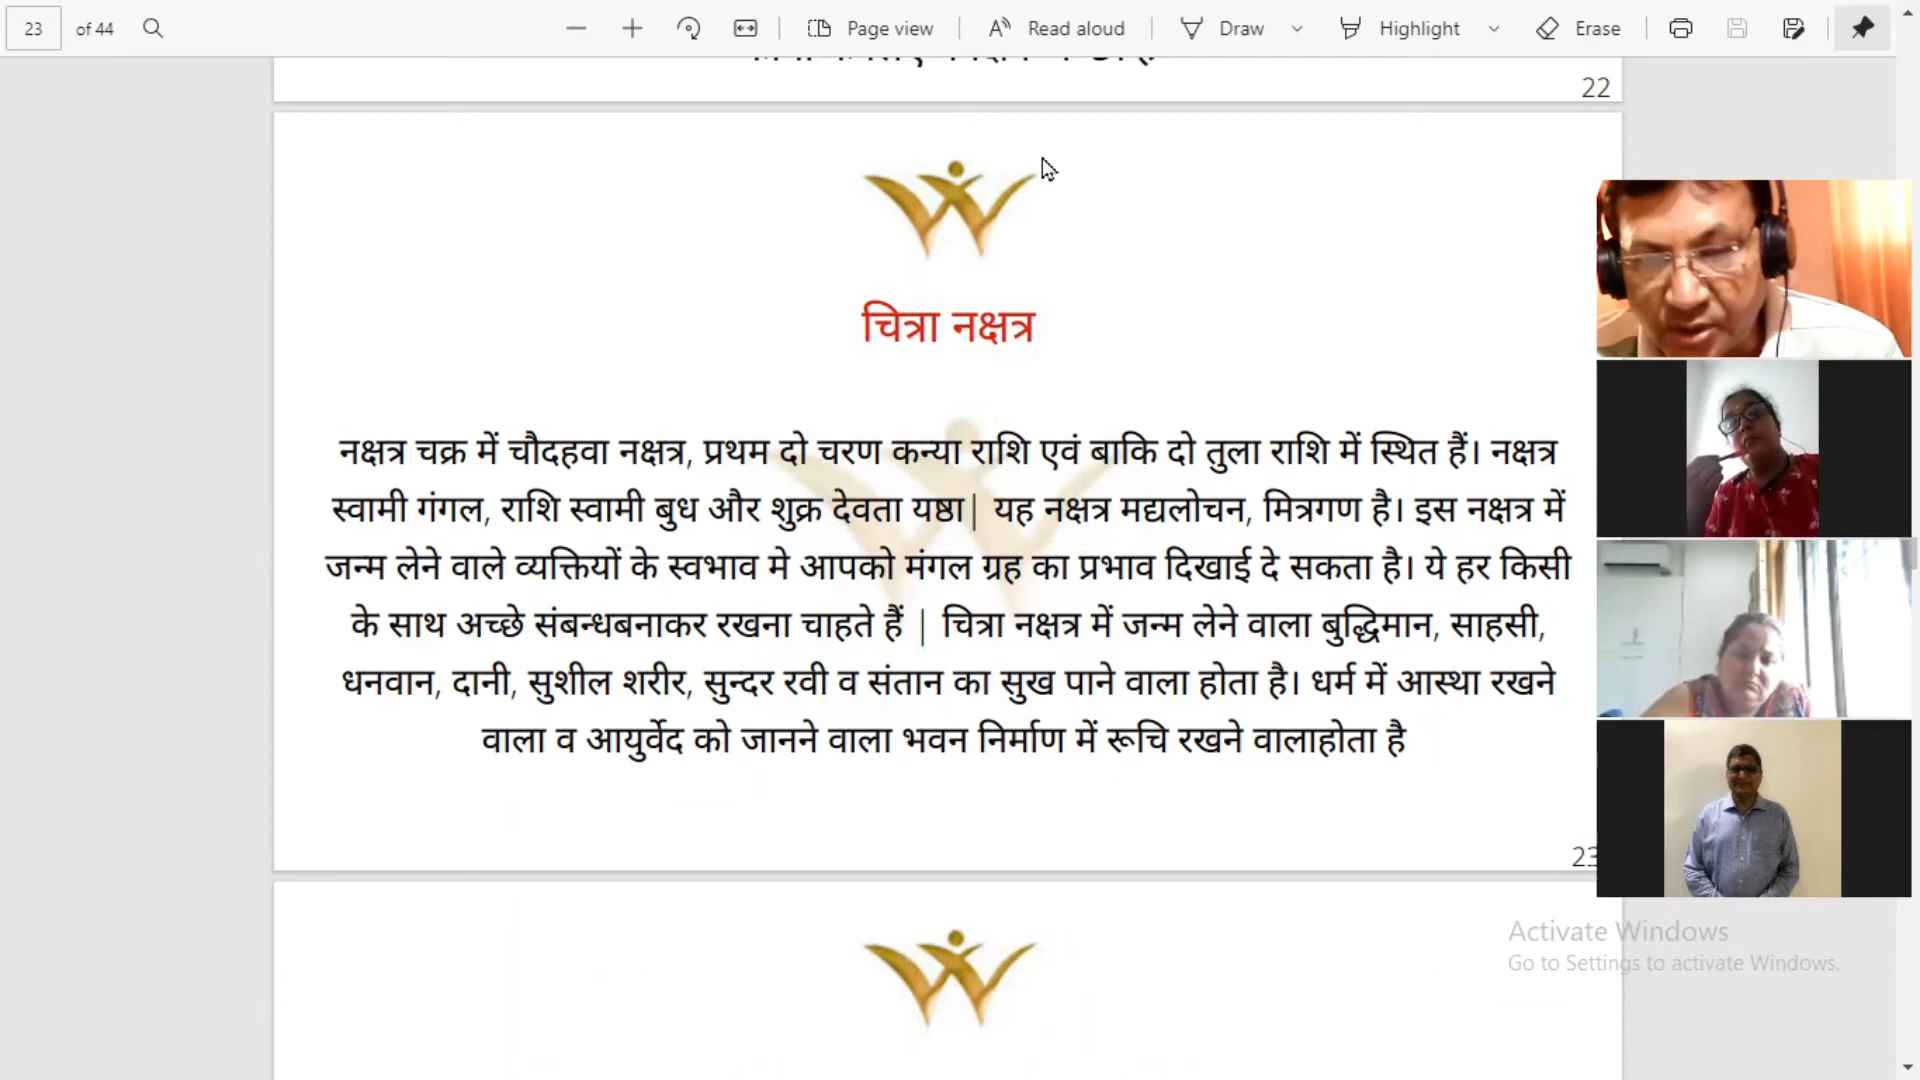 23 of 44 Page view Read aloud Draw Highlight Erase
22
चित्रा नक्षत्र
नक्षत्र चक्र में चौदहवा नक्षत्र, प्रथम दो चरण कन्या राशि एवं बाकि दो तुला राशि में स्थित हैं। नक्षत्र
स्वामी गंगल, राशि स्वामी बुध और शुक्र देवता यष्ठा| यह नक्षत्र मद्यलोचन, मित्रगण है। इस नक्षत्र में
जन्म लेने वाले व्यक्तियों के स्वभाव मे आपको मंगल ग्रह का प्रभाव दिखाई दे सकता है। ये हर किसी
के साथ अच्छे संबन्धबनाकर रखना चाहते हैं | चित्रा नक्षत्र में जन्म लेने वाला बुद्धिमान, साहसी,
धनवान, दानी, सुशील शरीर, सुन्दर रवी व संतान का सुख पाने वाला होता है। धर्म में आस्था रखने
वाला व आयुर्वेद को जानने वाला भवन निर्माण में रूचि रखने वालाहोता है
23
Activate Windows
Go to Settings to activate Windows.